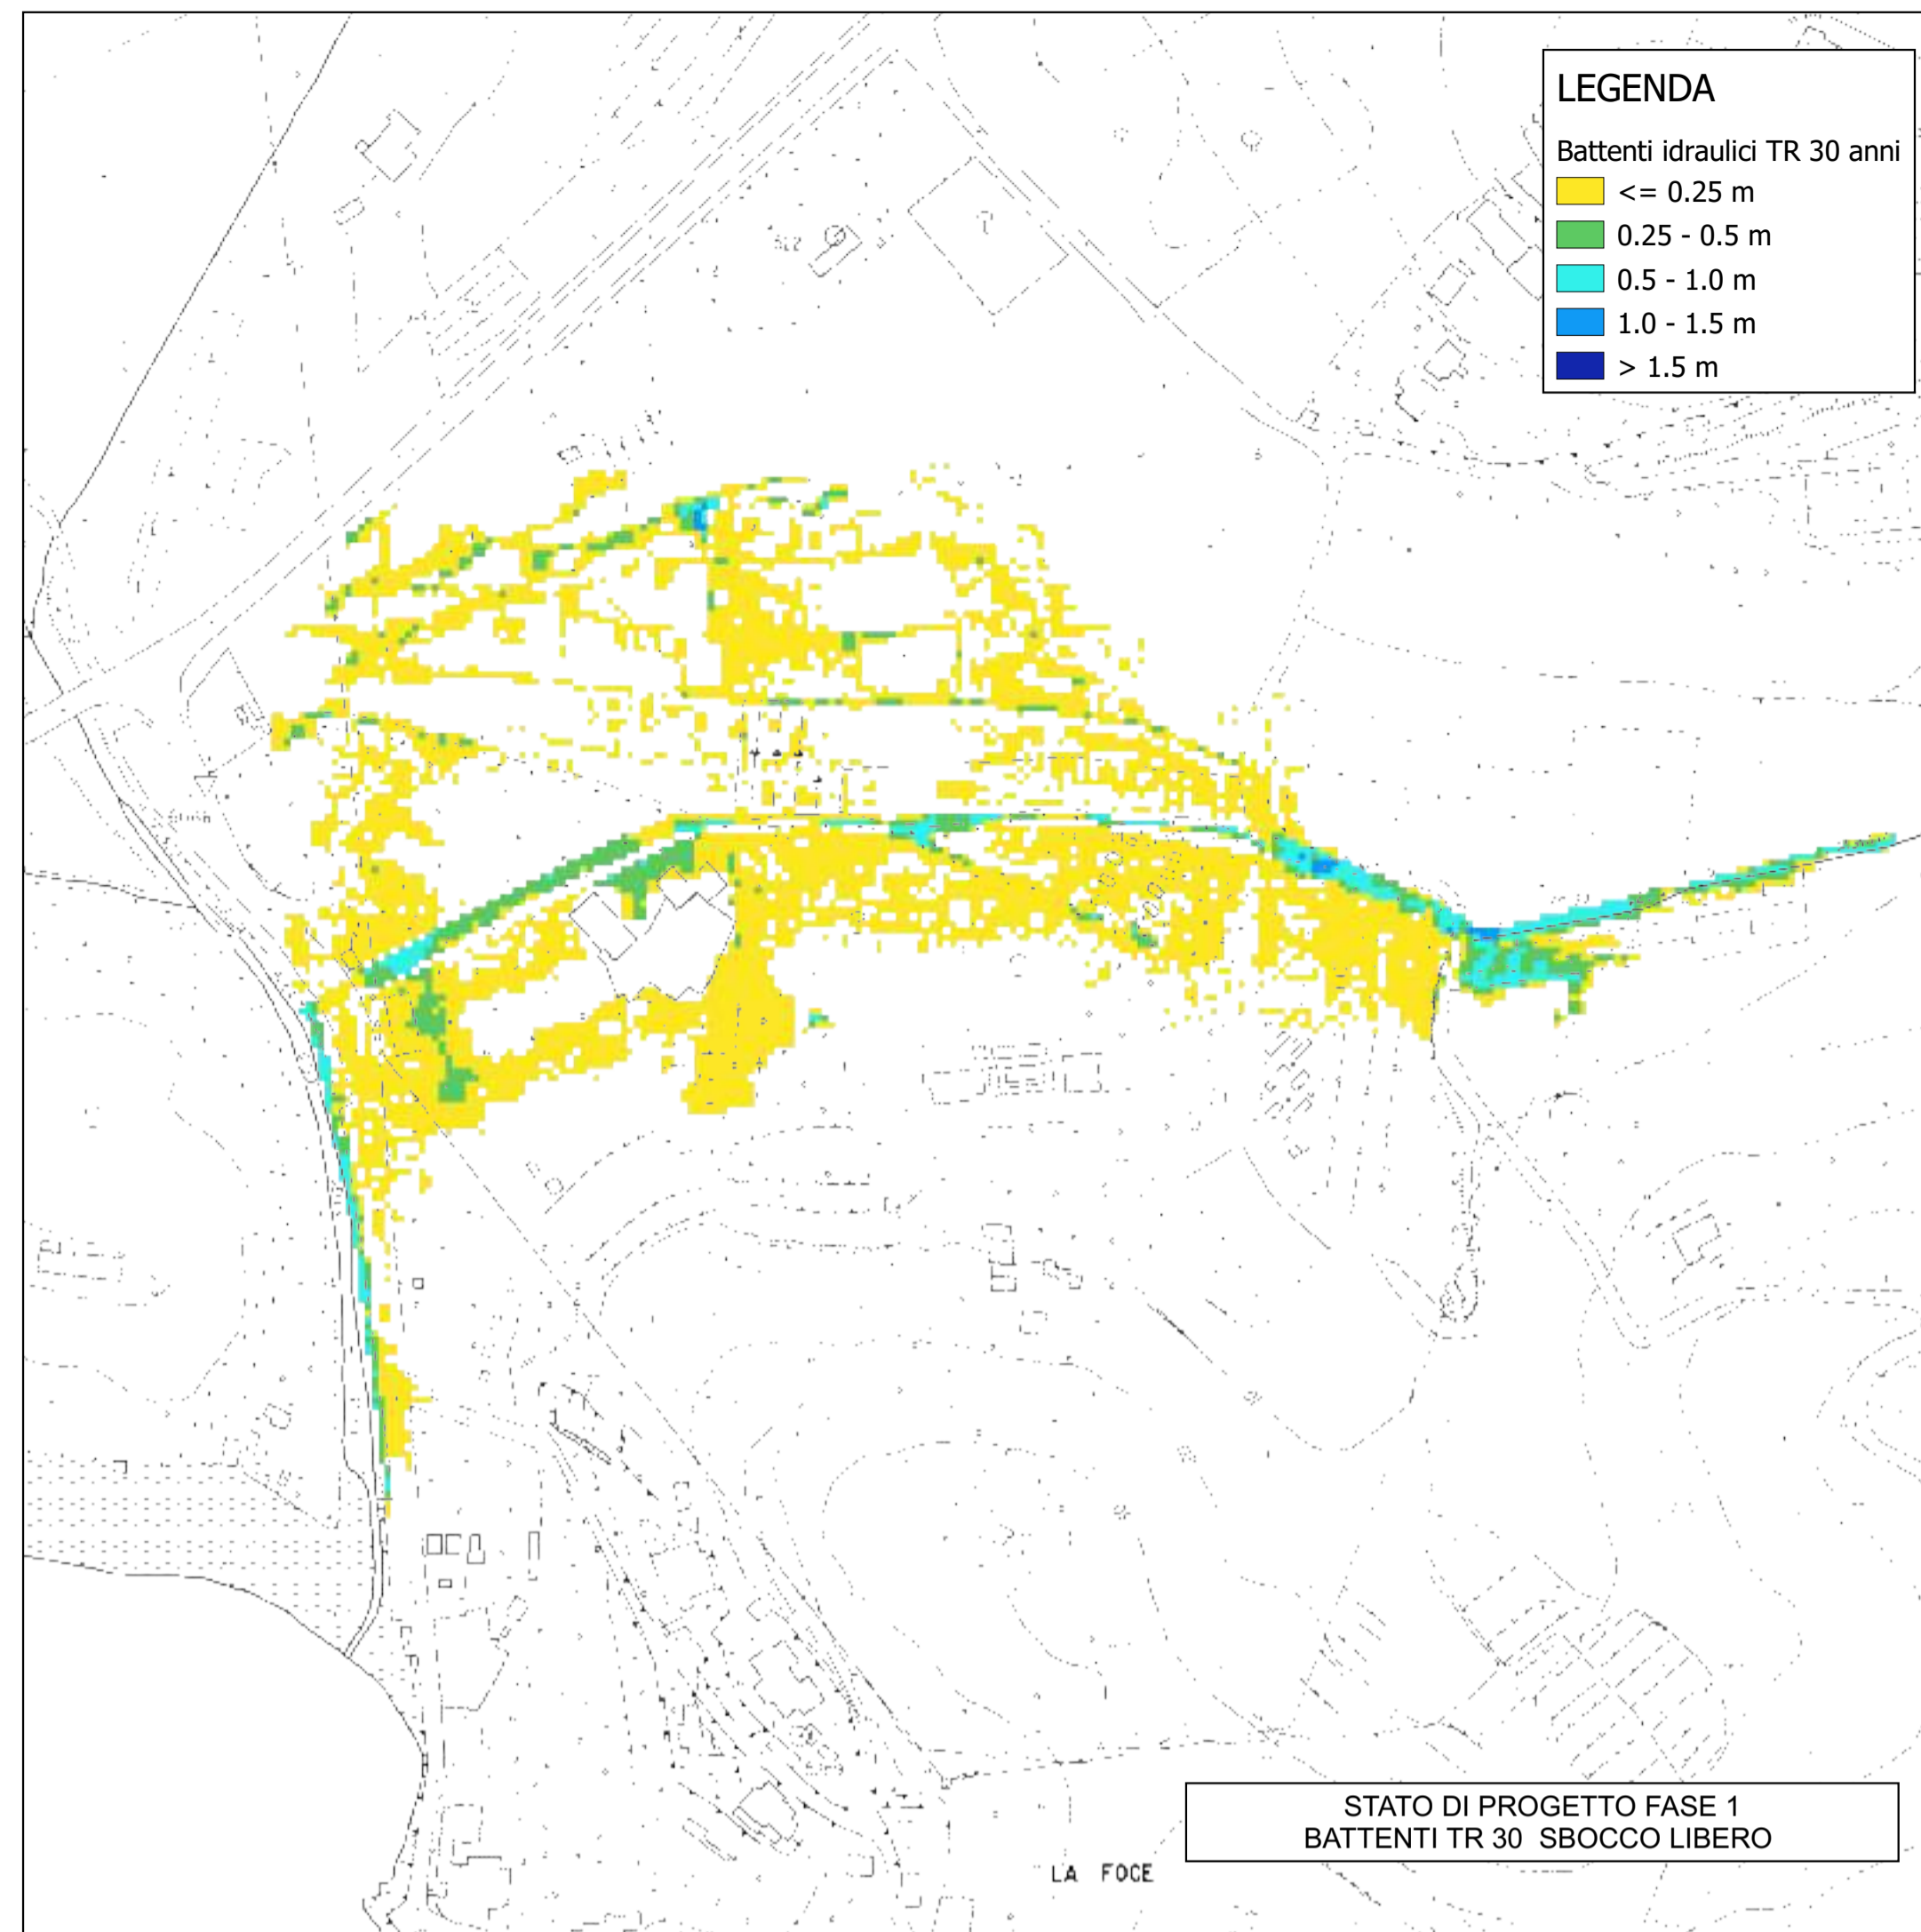 LEGENDA
Battenti idraulici TR 30 anni
<= 0.25 m
0.25 - 0.5 m
0.5 - 1.0 m
1.0 - 1.5 m
> 1.5 m
STATO DI PROGETTO FASE 1
BATTENTI TR 30 SBOCCO LIBERO
LA FOCE